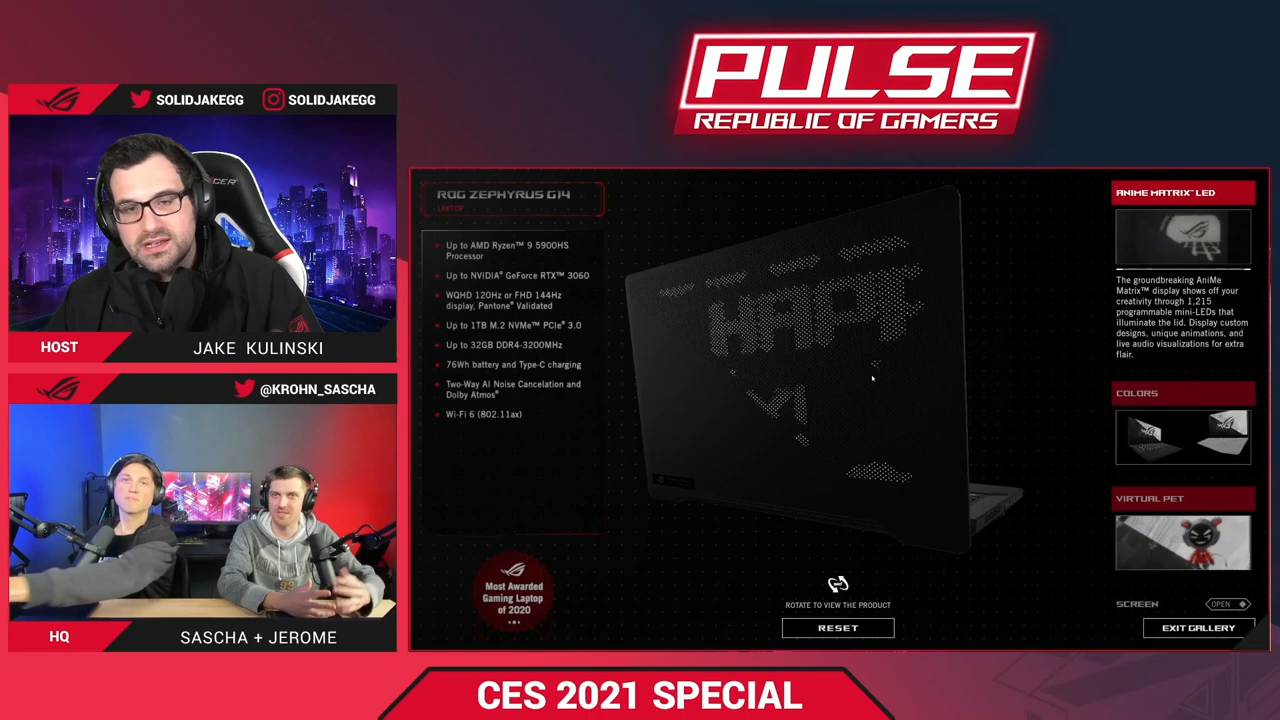 PULSE
REPUBLIC OF GAMERS
SOLIDJAKEGG
SOLIDJAKEGG
HOST
JAKE KULINSKI
@KROHN_SASCHA
HQ
SASCHA + JEROME
ROG ZEPHYRUS G14
LAPTOP
Up to AMD Ryzen™ 9 5900HS
Processor
Up to NVIDIA® GeForce RTX™ 3060
WQHD 120Hz or FHD 144Hz
display, Pantone® Validated
Up to 1TB M.2 NVMe™ PCIe® 3.0
Up to 32GB DDR4-3200MHz
76Wh battery and Type-C charging
Two-Way AI Noise Cancelation and
Dolby Atmos®
Wi-Fi 6 (802.11ax)
Most Awarded
Gaming Laptop
of 2020
HAPP
ROTATE TO VIEW THE PRODUCT
RESET
ANIME MATRIX™ LED
The groundbreaking AniMe
Matrix™ display shows off your
creativity through 1,215
programmable mini-LEDs that
illuminate the lid. Display custom
designs, unique animations, and
live audio visualizations for extra
flair.
COLORS
VIRTUAL PET
SCREEN
OPEN
EXIT GALLERY
CES 2021 SPECIAL